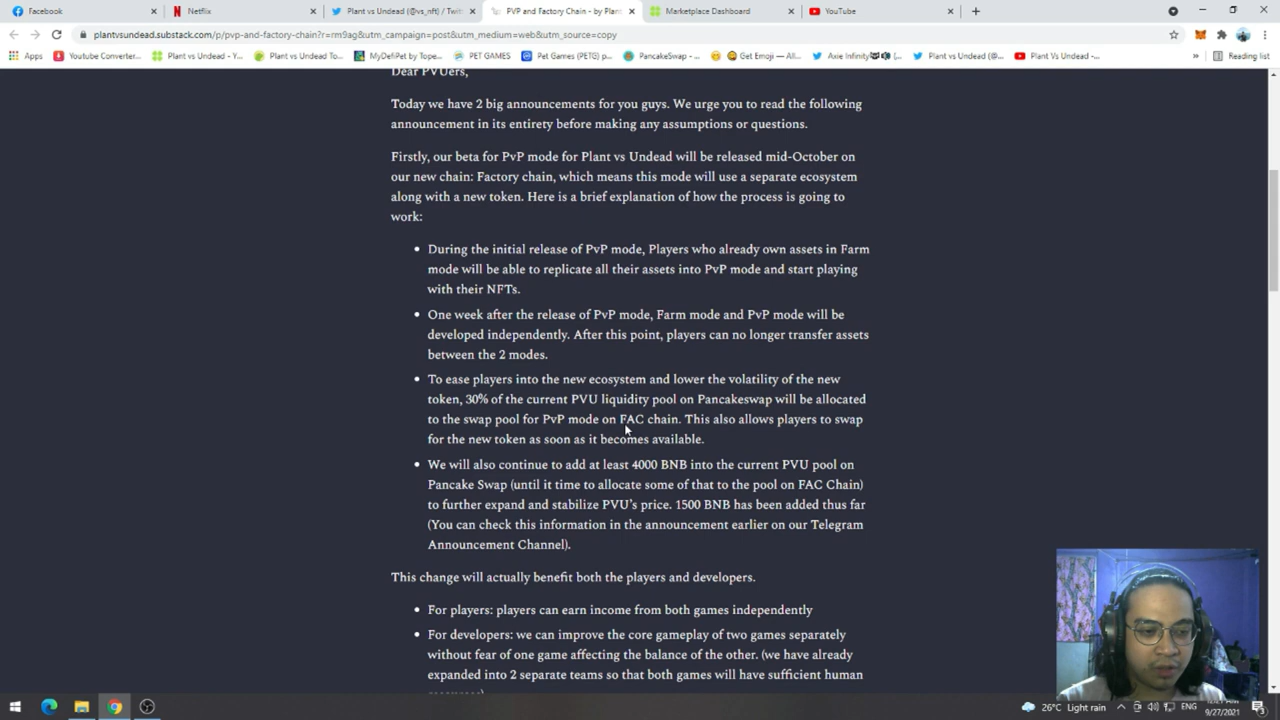 Facebook
Netflix
Plant vs Undead (@vs_nft) / Twitt
PVP and Factory Chain - by Plan
Marketplace Dashboard
YouTube
plantvsundead.substack.com/p/pvp-and-factory-chain?r=rm9ag&utm_campaign=post&utm_medium=web&utm_source=copy
Apps
Youtube Converter...
Plant vs Undead - Y...
Plant vs Undead To...
MyDefiPet by Tope...
PET GAMES
Pet Games (PETG) p...
PancakeSwap - ...
Get Emoji — All Em...
Axie Infinity
Plant vs Undead (@...
Plant Vs Undead -...
Reading list
Dear PVUers,
Today we have 2 big announcements for you guys. We urge you to read the following
announcement in its entirety before making any assumptions or questions.
Firstly, our beta for PvP mode for Plant vs Undead will be released mid-October on
our new chain: Factory chain, which means this mode will use a separate ecosystem
along with a new token. Here is a brief explanation of how the process is going to
work:
• During the initial release of PvP mode, Players who already own assets in Farm
mode will be able to replicate all their assets into PvP mode and start playing
with their NFTs.
• One week after the release of PvP mode, Farm mode and PvP mode will be
developed independently. After this point, players can no longer transfer assets
between the 2 modes.
• To ease players into the new ecosystem and lower the volatility of the new
token, 30% of the current PVU liquidity pool on Pancakeswap will be allocated
to the swap pool for PvP mode on FAC chain. This also allows players to swap
for the new token as soon as it becomes available.
• We will also continue to add at least 4000 BNB into the current PVU pool on
Pancake Swap (until it time to allocate some of that to the pool on FAC Chain)
to further expand and stabilize PVU's price. 1500 BNB has been added thus far
(You can check this information in the announcement earlier on our Telegram
Announcement Channel).
This change will actually benefit both the players and developers.
• For players: players can earn income from both games independently
• For developers: we can improve the core gameplay of two games separately
without fear of one game affecting the balance of the other. (we have already
expanded into 2 separate teams so that both games will have sufficient human
26°C Light rain
ENG
9/27/2021